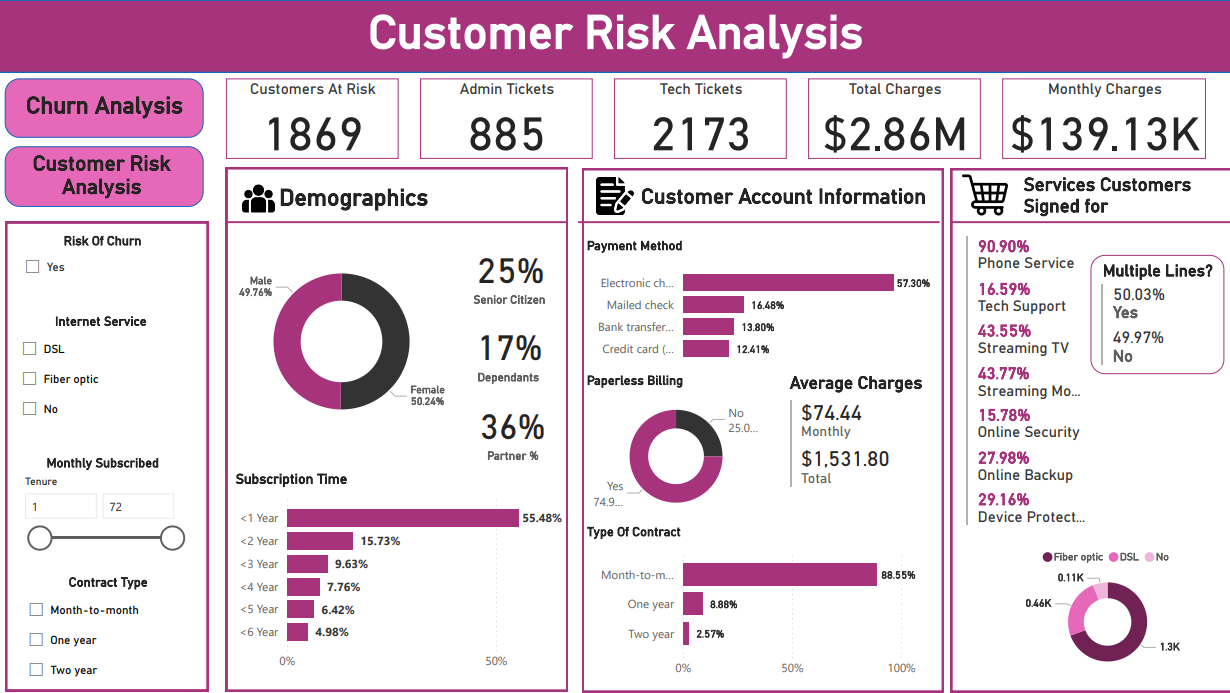 Customer Risk Analysis
Churn Analysis
Customer Risk
Analysis
Customers At Risk
1869
Admin Tickets
885
Tech Tickets
2173
Total Charges
$2.86M
Monthly Charges
$139.13K
Risk Of Churn
Yes
Internet Service
DSL
Fiber optic
No
Monthly Subscribed
Tenure
1
72
Contract Type
Month-to-month
One year
Two year
Demographics
Male
49.76%
Female
50.24%
25%
Senior Citizen
17%
Dependants
36%
Partner %
Subscription Time
<1 Year
55.48%
<2 Year
15.73%
<3 Year
9.63%
<4 Year
7.76%
<5 Year
6.42%
<6 Year
4.98%
0%
50%
Customer Account Information
Payment Method
Electronic ch...
57.30%
Mailed check
16.48%
Bank transfer...
13.80%
Credit card (...
12.41%
Paperless Billing
No
25.0...
Yes
74.9...
Average Charges
$74.44
Monthly
$1,531.80
Total
Type Of Contract
Month-to-m...
88.55%
One year
8.88%
Two year
2.57%
0%
50%
100%
Services Customers
Signed for
90.90%
Phone Service
16.59%
Tech Support
43.55%
Streaming TV
43.77%
Streaming Mo...
15.78%
Online Security
27.98%
Online Backup
29.16%
Device Protect...
Multiple Lines?
50.03%
Yes
49.97%
No
Fiber optic DSL No
0.11K
0.46K
1.3K